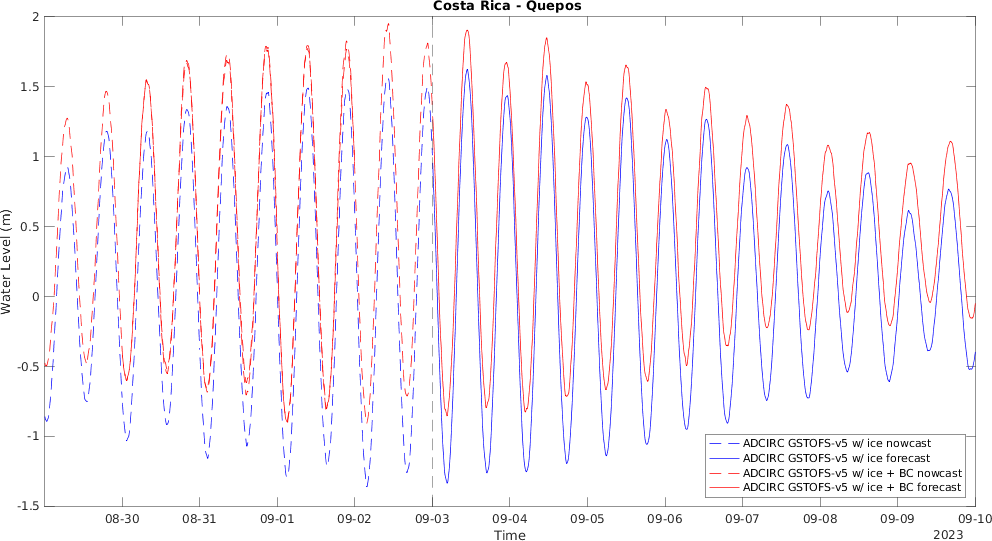 Costa Rica - Quepos
2
1.5
1
0.5
0
-0.5
-1
-1.5
Water Level (m)
ADCIRC GSTOFS-v5 w/ ice nowcast
ADCIRC GSTOFS-v5 w/ ice forecast
ADCIRC GSTOFS-v5 w/ ice + BC nowcast
ADCIRC GSTOFS-v5 w/ ice + BC forecast
08-30 08-31 09-01 09-02 09-03 09-04 09-05 09-06 09-07 09-08 09-09 09-10
Time
2023